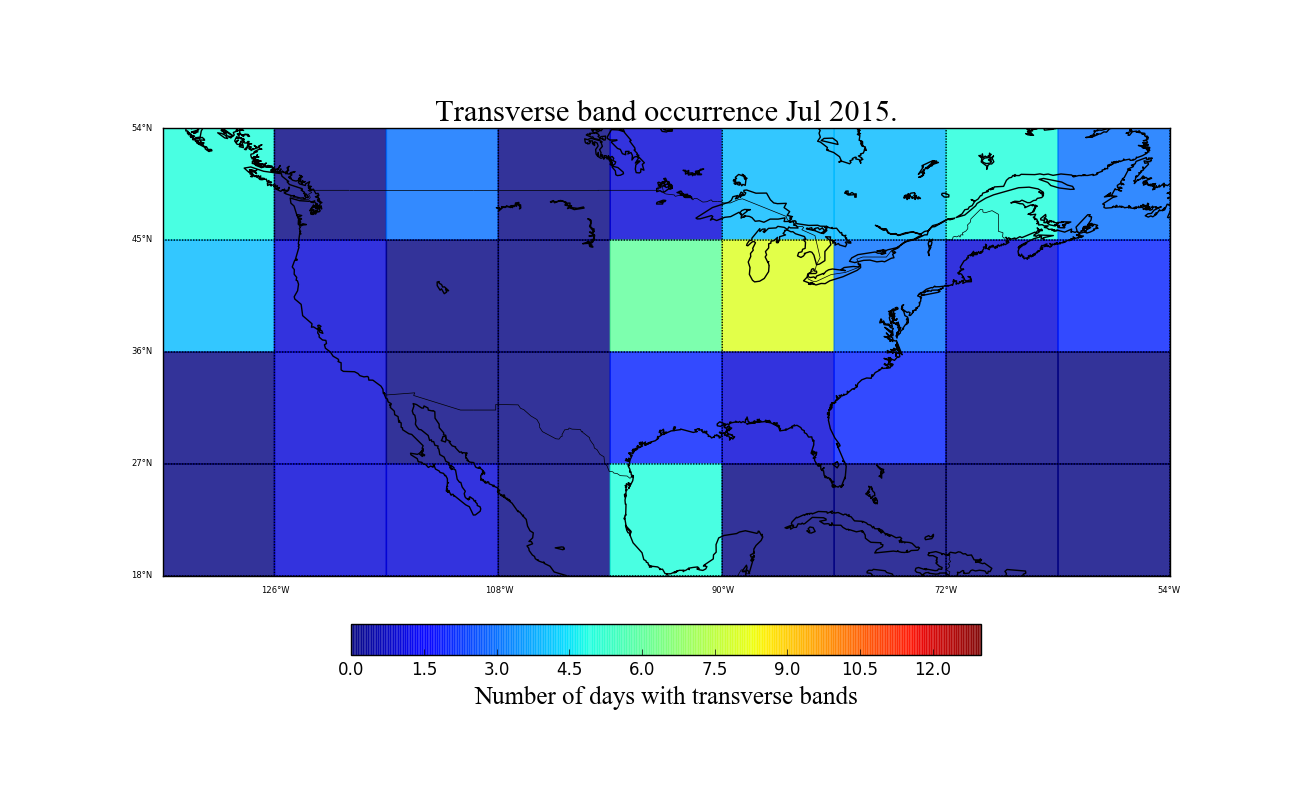 Transverse band occurrence Jul 2015.
54°N
45°N
36°N
27°N
18°N
126°W 108°W 90°W 72°W 54°W
0.0 1.5 3.0 4.5 6.0 7.5 9.0 10.5 12.0
Number of days with transverse bands